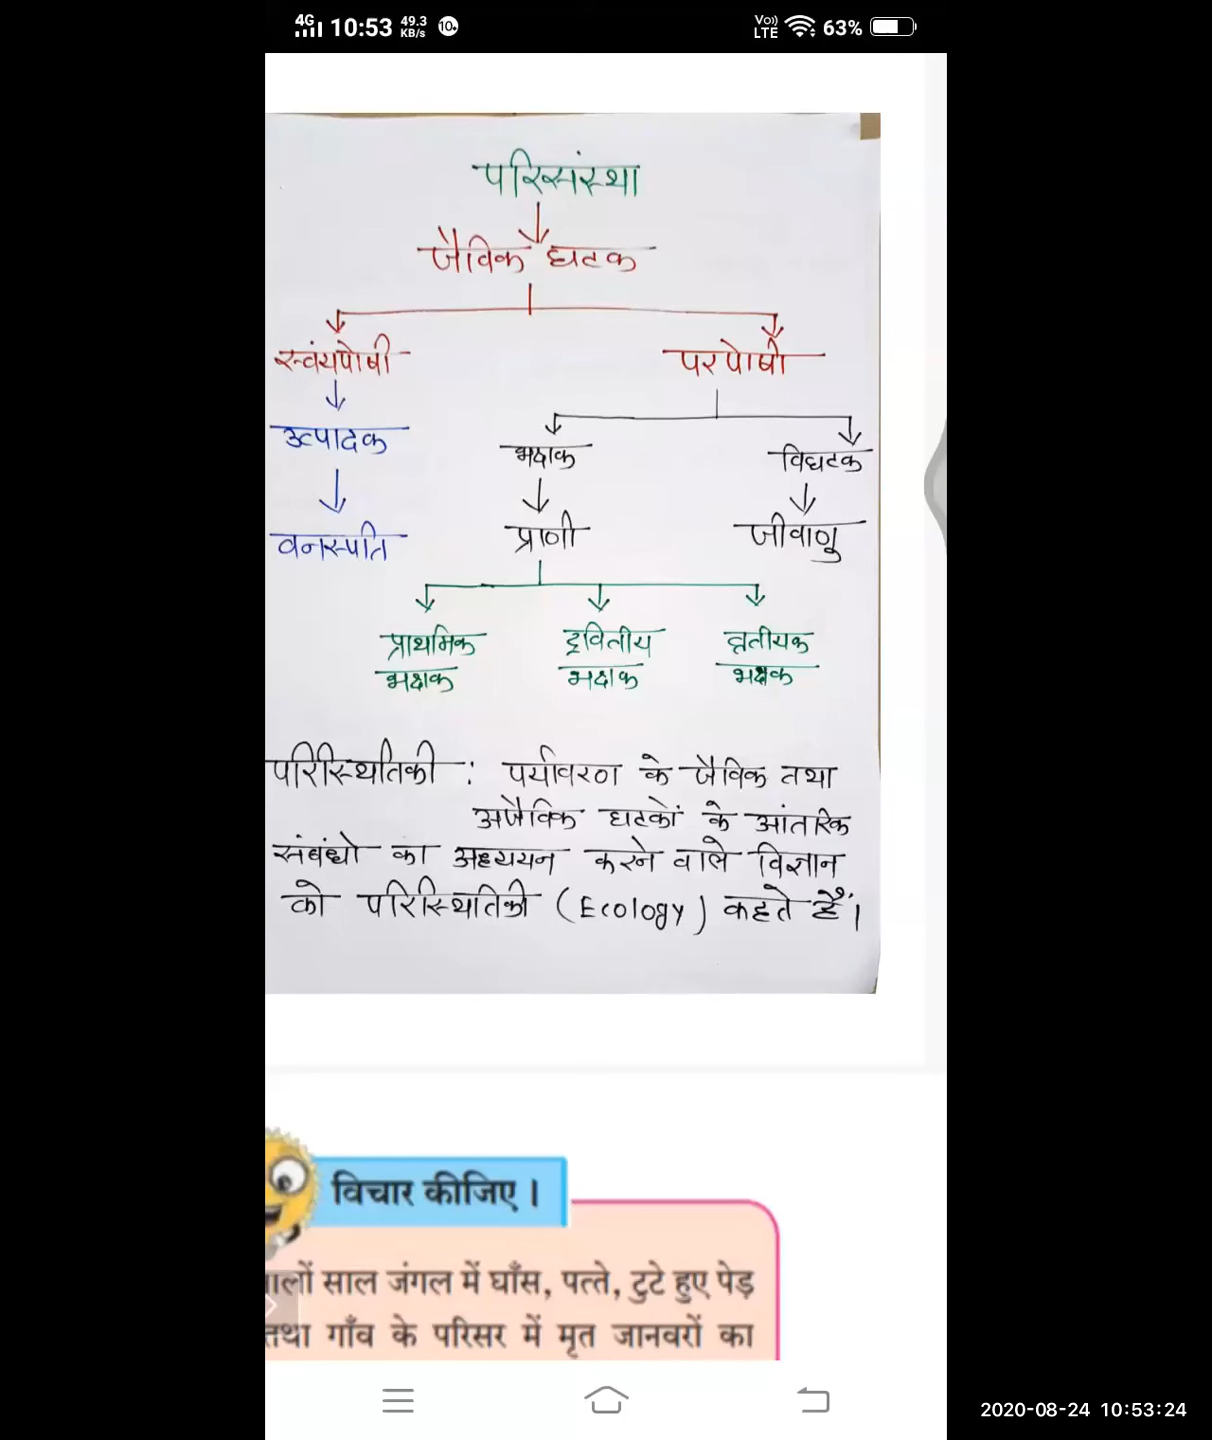 4G 10:53 49.3 KB/s 10+ Vo)) LTE 63%
परिसंस्था
जैविक घटक
स्वंयपोषी परपोषी
उत्पादक भक्षक विघटक
वनस्पति प्राणी जीवाणु
प्राथमिक द्वितीय तृतीयक
भक्षक भक्षक भक्षक
परिस्थितिकी : पर्यावरण के जैविक तथा
अजैविक घटकों के आंतरिक
संबंधो का अध्ययन करने वाले विज्ञान
को परिस्थितिकी (Ecology) कहते हैं।
विचार कीजिए ।
ालों साल जंगल में घाँस, पत्ते, टुटे हुए पेड़
तथा गाँव के परिसर में मृत जानवरों का
2020-08-24 10:53:24